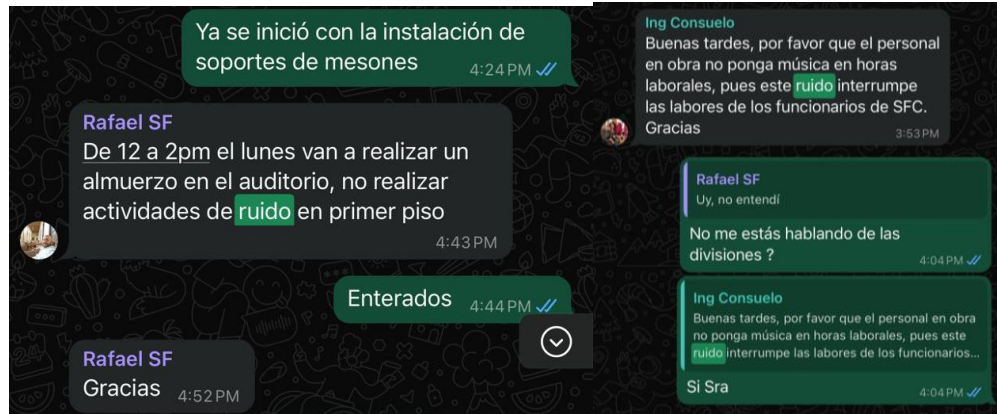 Ya se inició con la instalación de
soportes de mesones
4:24 PM
Rafael SF
De 12 a 2pm el lunes van a realizar un
almuerzo en el auditorio, no realizar
actividades de ruido en primer piso
4:43 PM
Enterados
4:44 PM
Rafael SF
Gracias
4:52 PM
Ing Consuelo
Buenas tardes, por favor que el personal
en obra no ponga música en horas
laborales, pues este ruido interrumpe
las labores de los funcionarios de SFC.
Gracias
3:53 PM
Rafael SF
Uy, no entendí
No me estás hablando de las
divisiones ?
4:04 PM
Ing Consuelo
Buenas tardes, por favor que el personal en obra
no ponga música en horas laborales, pues este
ruido interrumpe las labores de los funcionarios...
Si Sra
4:04 PM